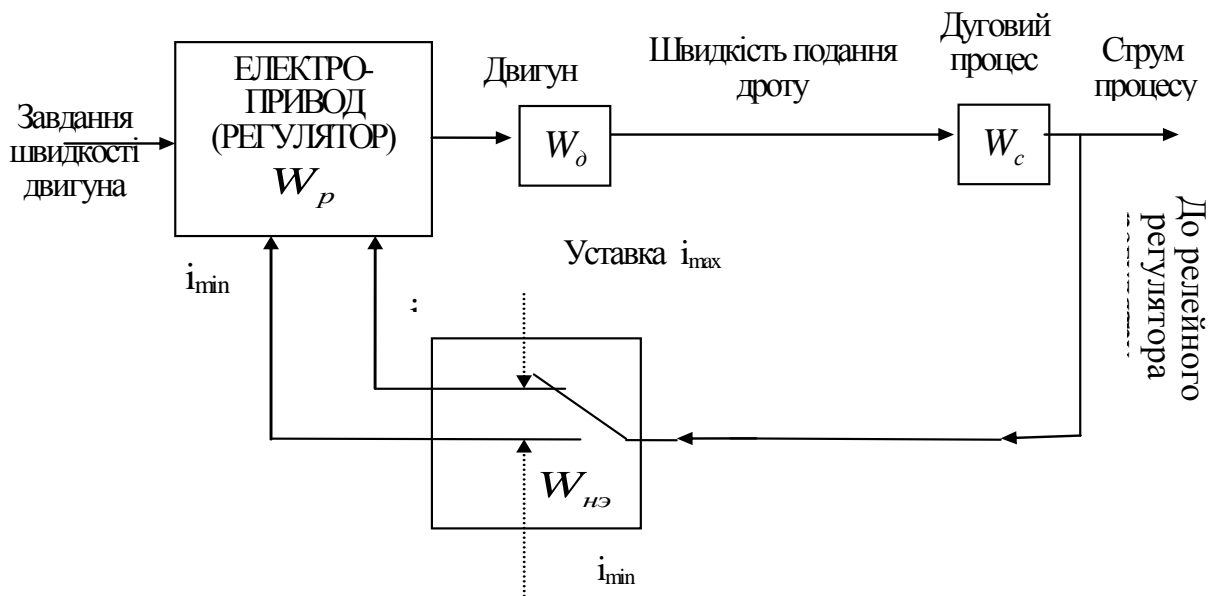 Завдання
швидкості
двигуна
ЕЛЕКТРО-
ПРИВОД
(РЕГУЛЯТОР)
W_p
Двигун
W_д
Швидкість подання
дроту
Дуговий
процес
W_c
Струм
процесу
До релейного
регулятора
i_min
Уставка i_max
W_нэ
i_min